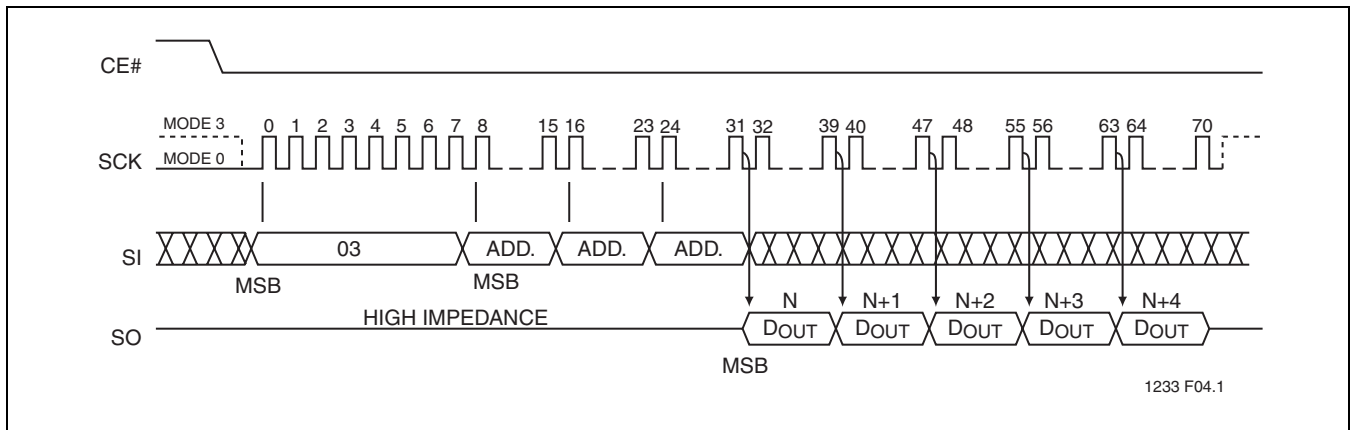 CE#
MODE 3 0 1 2 3 4 5 6 7 8 15 16 23 24 31 32 39 40 47 48 55 56 63 64 70
SCK MODE 0
SI 03 ADD. ADD. ADD.
MSB MSB
N N+1 N+2 N+3 N+4
HIGH IMPEDANCE
SO DOUT DOUT DOUT DOUT DOUT
MSB
1233 F04.1